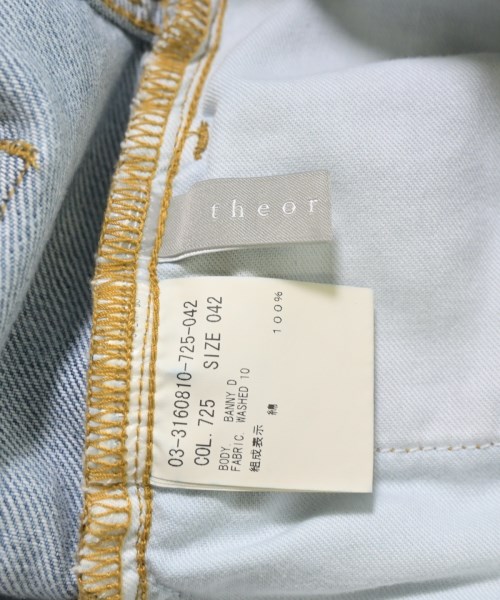 theor
03-3160810-725-042
COL. 725 SIZE 042
BODY. BANNY D
FABRIC. WASHED 10
組成表示
綿 100%